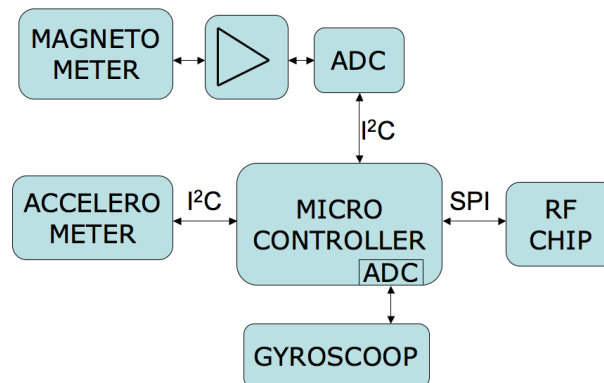 MAGNETO
METER
ADC
I²C
ACCELERO
METER
I²C
MICRO
CONTROLLER
ADC
SPI
RF
CHIP
GYROSCOOP